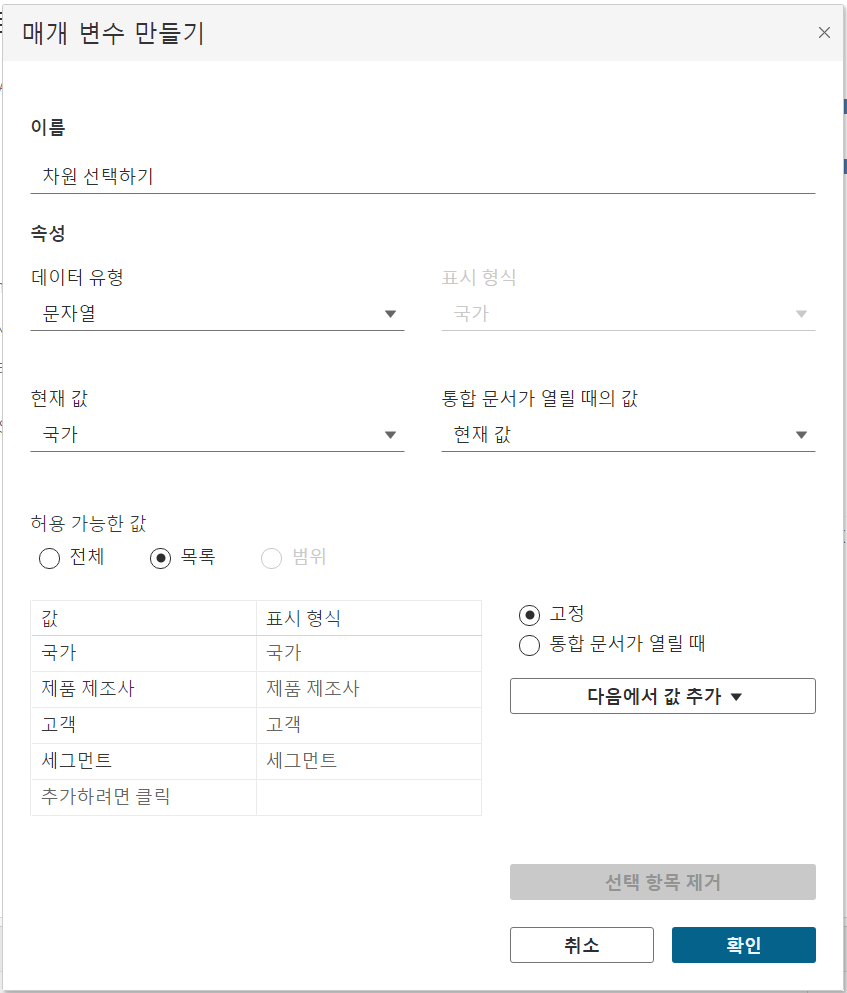 매개 변수 만들기
이름
차원 선택하기
속성
데이터 유형 표시 형식
문자열 국가
현재 값 통합 문서가 열릴 때의 값
국가 현재 값
허용 가능한 값
전체 목록 범위
값 표시 형식
국가 국가
제품 제조사 제품 제조사
고객 고객
세그먼트 세그먼트
추가하려면 클릭
고정
통합 문서가 열릴 때
다음에서 값 추가
선택 항목 제거
취소 확인